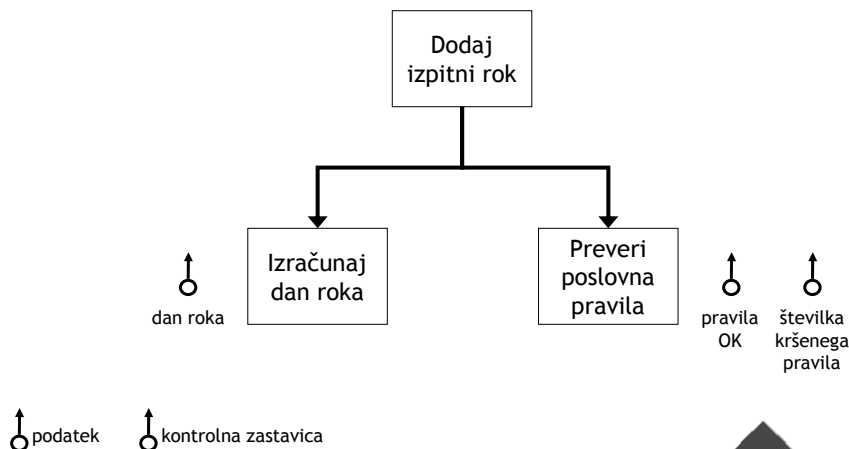 Dodaj
izpitni rok
Izračunaj
dan roka
Preveri
poslovna
pravila
dan roka
pravila
OK
številka
kršenega
pravila
podatek
kontrolna zastavica